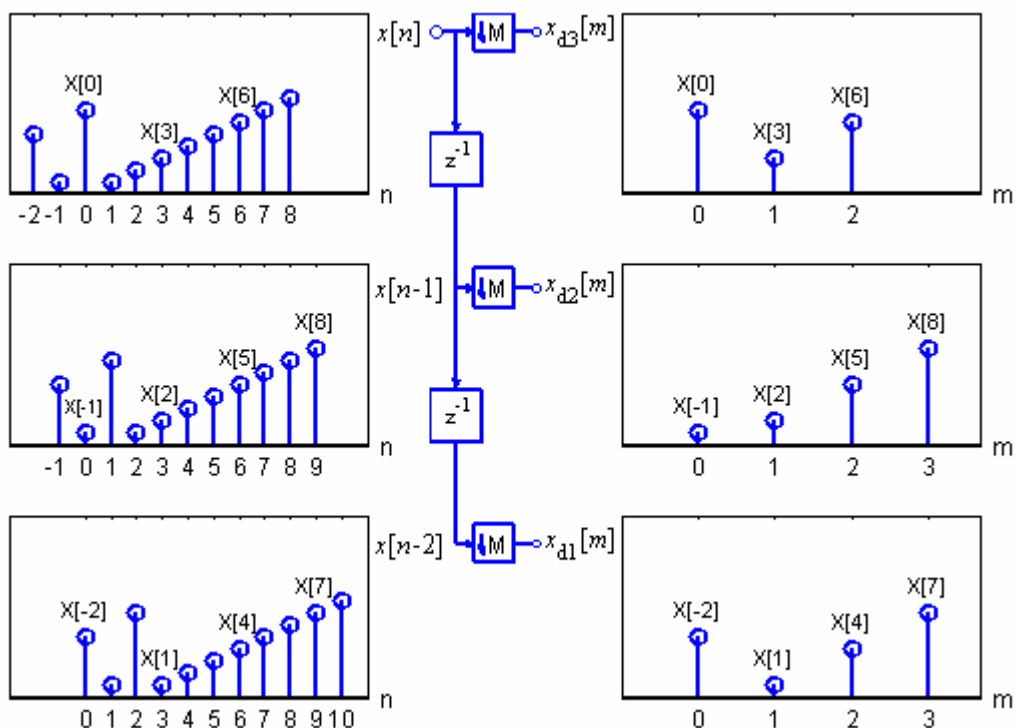 x[n] M x_d3[m]
X[0] X[3] X[6]
n
-2 -1 0 1 2 3 4 5 6 7 8
z⁻¹
X[0] X[3] X[6]
m
0 1 2
x[n-1] M x_d2[m]
X[-1] X[2] X[5] X[8]
n
-1 0 1 2 3 4 5 6 7 8 9
z⁻¹
X[-1] X[2] X[5] X[8]
m
0 1 2 3
x[n-2] M x_d1[m]
X[-2] X[1] X[4] X[7]
n
0 1 2 3 4 5 6 7 8 9 10
X[-2] X[1] X[4] X[7]
m
0 1 2 3